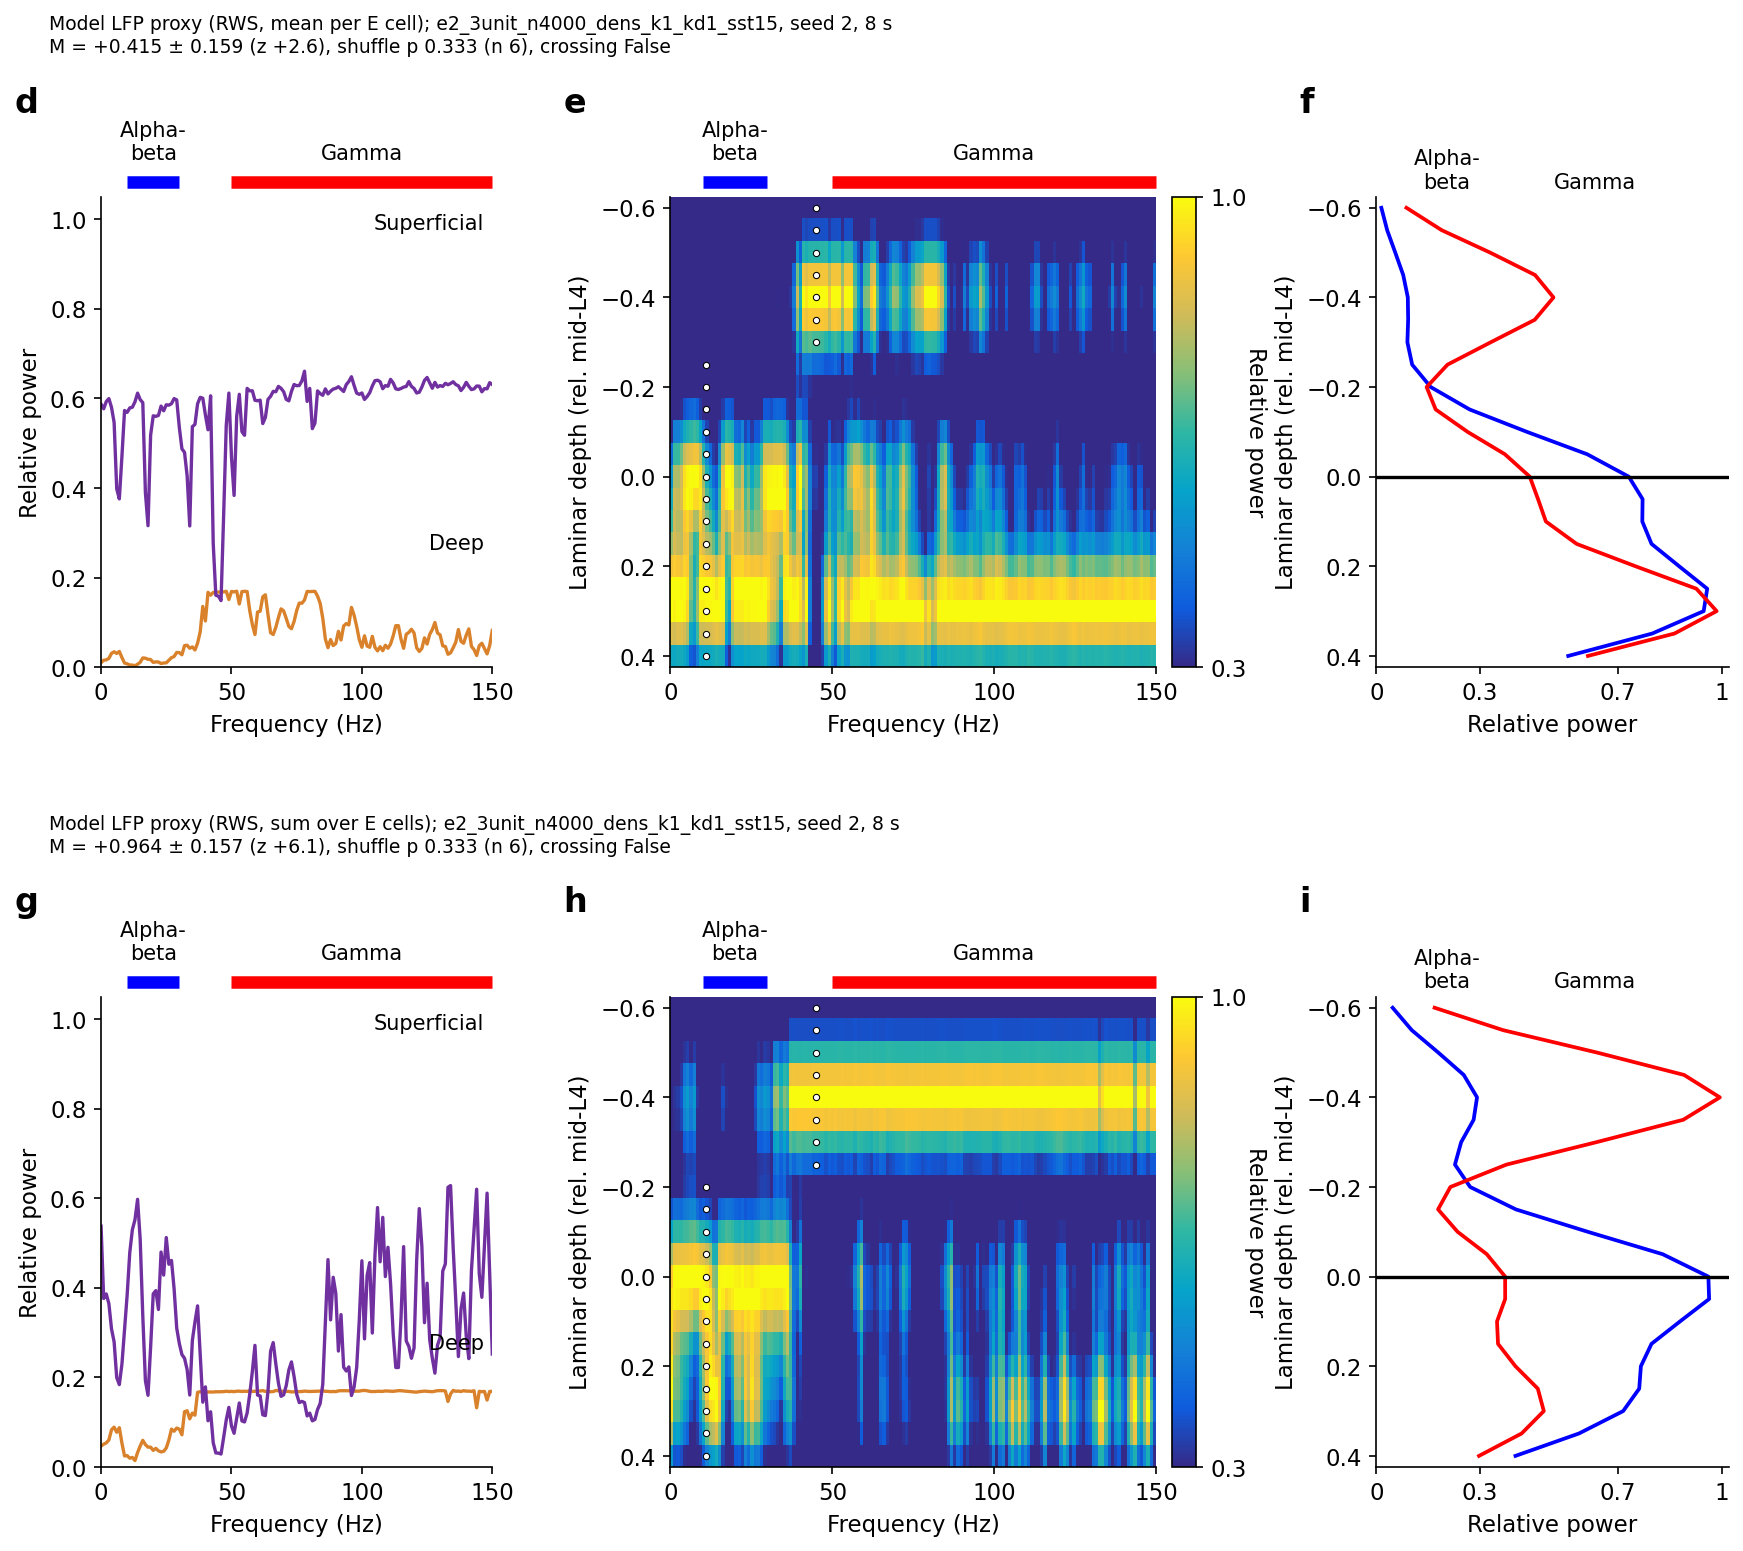 Model LFP proxy (RWS, mean per E cell); e2_3unit_n4000_dens_k1_kd1_sst15, seed 2, 8 s
M = +0.415 ± 0.159 (z +2.6), shuffle p 0.333 (n 6), crossing False
d
Alpha-
beta
Gamma
Superficial
Deep
1.0
0.8
0.6
0.4
0.2
0.0
0
50
100
150
Relative power
Frequency (Hz)
e
Alpha-
beta
Gamma
−0.6
−0.4
−0.2
0.0
0.2
0.4
0
50
100
150
Laminar depth (rel. mid-L4)
Frequency (Hz)
1.0
0.3
Relative power
f
Alpha-
beta
Gamma
−0.6
−0.4
−0.2
0.0
0.2
0.4
0
0.3
0.7
1
Laminar depth (rel. mid-L4)
Relative power
Model LFP proxy (RWS, sum over E cells); e2_3unit_n4000_dens_k1_kd1_sst15, seed 2, 8 s
M = +0.964 ± 0.157 (z +6.1), shuffle p 0.333 (n 6), crossing False
g
Alpha-
beta
Gamma
Superficial
Deep
1.0
0.8
0.6
0.4
0.2
0.0
0
50
100
150
Relative power
Frequency (Hz)
h
Alpha-
beta
Gamma
−0.6
−0.4
−0.2
0.0
0.2
0.4
0
50
100
150
Laminar depth (rel. mid-L4)
Frequency (Hz)
1.0
0.3
Relative power
i
Alpha-
beta
Gamma
−0.6
−0.4
−0.2
0.0
0.2
0.4
0
0.3
0.7
1
Laminar depth (rel. mid-L4)
Relative power